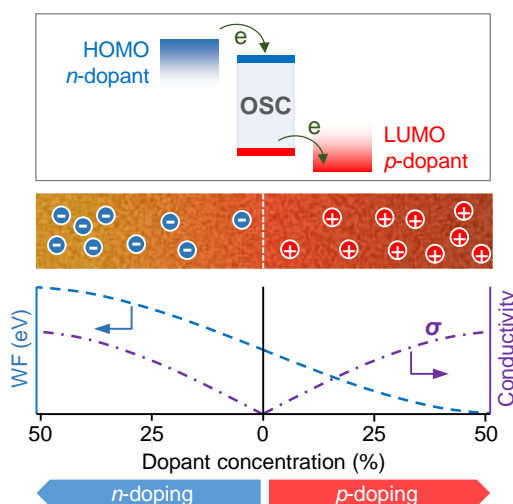 HOMO
n-dopant
e
OSC
e
LUMO
p-dopant
WF (eV)
σ
Conductivity
50 25 0 25 50
Dopant concentration (%)
n-doping p-doping